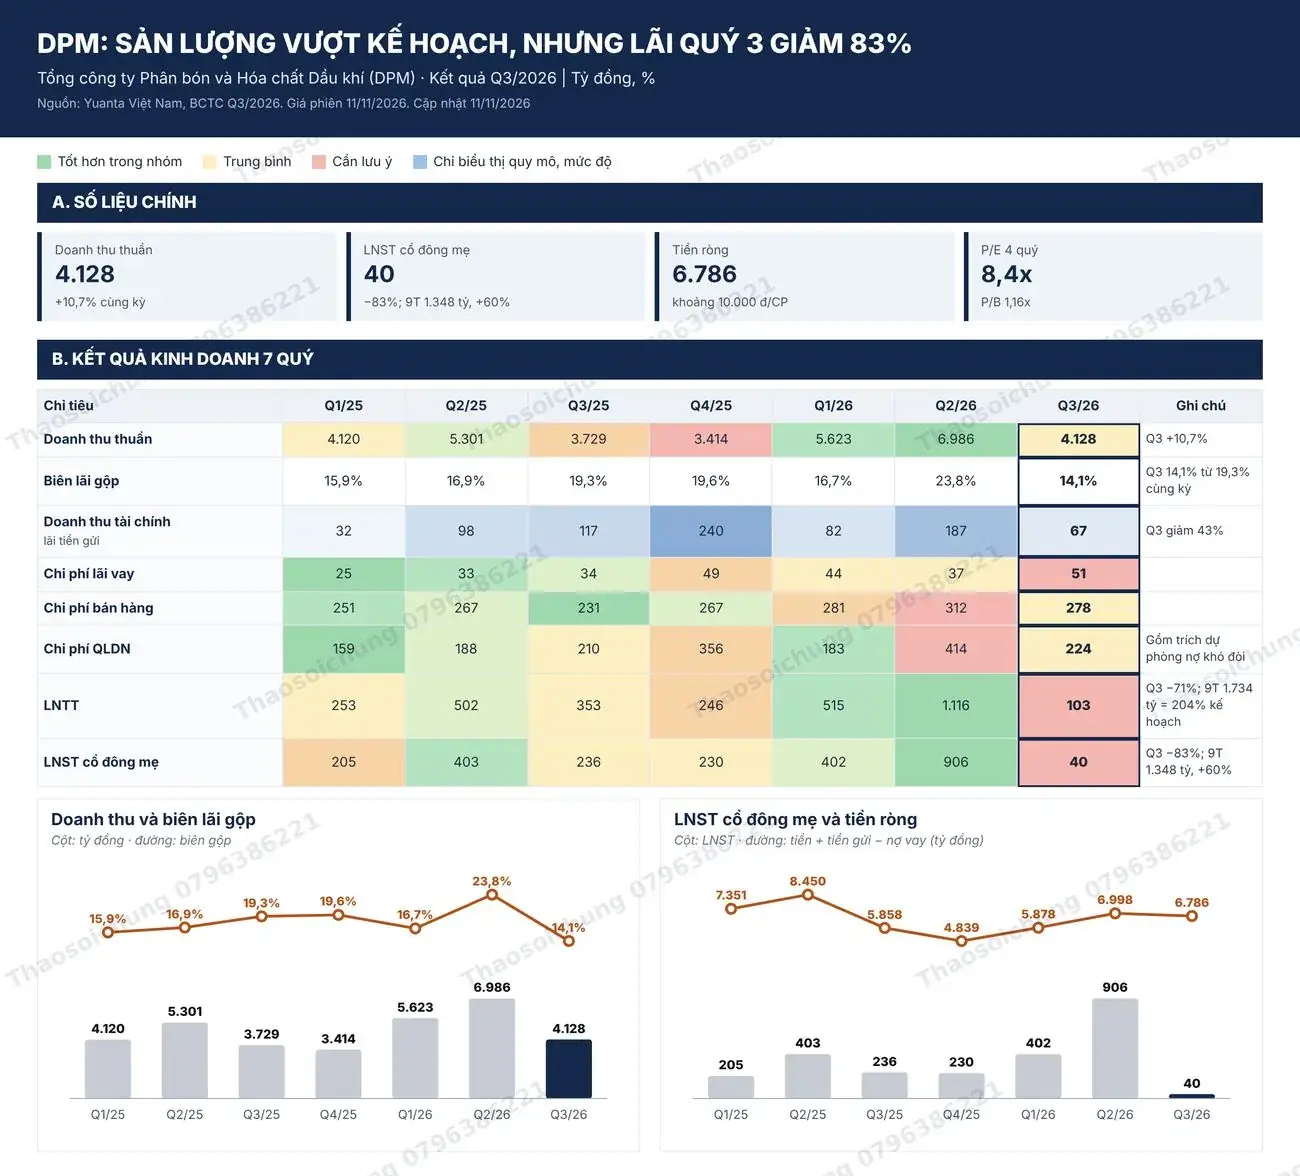 DPM: SẢN LƯỢNG VƯỢT KẾ HOẠCH, NHƯNG LÃI QUÝ 3 GIẢM 83%
Tổng công ty Phân bón và Hóa chất Dầu khí (DPM) · Kết quả Q3/2026 | Tỷ đồng, %
Nguồn: Yuanta Việt Nam, BCTC Q3/2026. Giá phiên 11/11/2026. Cập nhật 11/11/2026
Tốt hơn trong nhóm Trung bình Cần lưu ý Chỉ biểu thị quy mô, mức độ
A. SỐ LIỆU CHÍNH
Doanh thu thuần LNST cổ đông mẹ Tiền ròng P/E 4 quý
4.128 40 6.786 8,4x
+10,7% cùng kỳ −83%; 9T 1.348 tỷ, +60% khoảng 10.000 đ/CP P/B 1,16x
B. KẾT QUẢ KINH DOANH 7 QUÝ
Chỉ tiêu Q1/25 Q2/25 Q3/25 Q4/25 Q1/26 Q2/26 Q3/26 Ghi chú
Doanh thu thuần 4.120 5.301 3.729 3.414 5.623 6.986 4.128 Q3 +10,7%
Biên lãi gộp 15,9% 16,9% 19,3% 19,6% 16,7% 23,8% 14,1% Q3 14,1% từ 19,3%
cùng kỳ
Doanh thu tài chính 32 98 117 240 82 187 67 Q3 giảm 43%
lãi tiền gửi
Chi phí lãi vay 25 33 34 49 44 37 51
Chi phí bán hàng 251 267 231 267 281 312 278
Chi phí QLDN 159 188 210 356 183 414 224 Gồm trích dự
phòng nợ khó đòi
LNTT 253 502 353 246 515 1.116 103 Q3 −71%; 9T 1.734
tỷ = 204% kế
hoạch
LNST cổ đông mẹ 205 403 236 230 402 906 40 Q3 −83%; 9T
1.348 tỷ, +60%
Doanh thu và biên lãi gộp
Cột: tỷ đồng · đường: biên gộp
15,9% 16,9% 19,3% 19,6% 16,7% 23,8% 14,1%
4.120 5.301 3.729 3.414 5.623 6.986 4.128
Q1/25 Q2/25 Q3/25 Q4/25 Q1/26 Q2/26 Q3/26
LNST cổ đông mẹ và tiền ròng
Cột: LNST · đường: tiền + tiền gửi − nợ vay (tỷ đồng)
7.351 8.450 5.858 4.839 5.878 6.998 6.786
205 403 236 230 402 906 40
Q1/25 Q2/25 Q3/25 Q4/25 Q1/26 Q2/26 Q3/26
Thaosoichung 0796386221